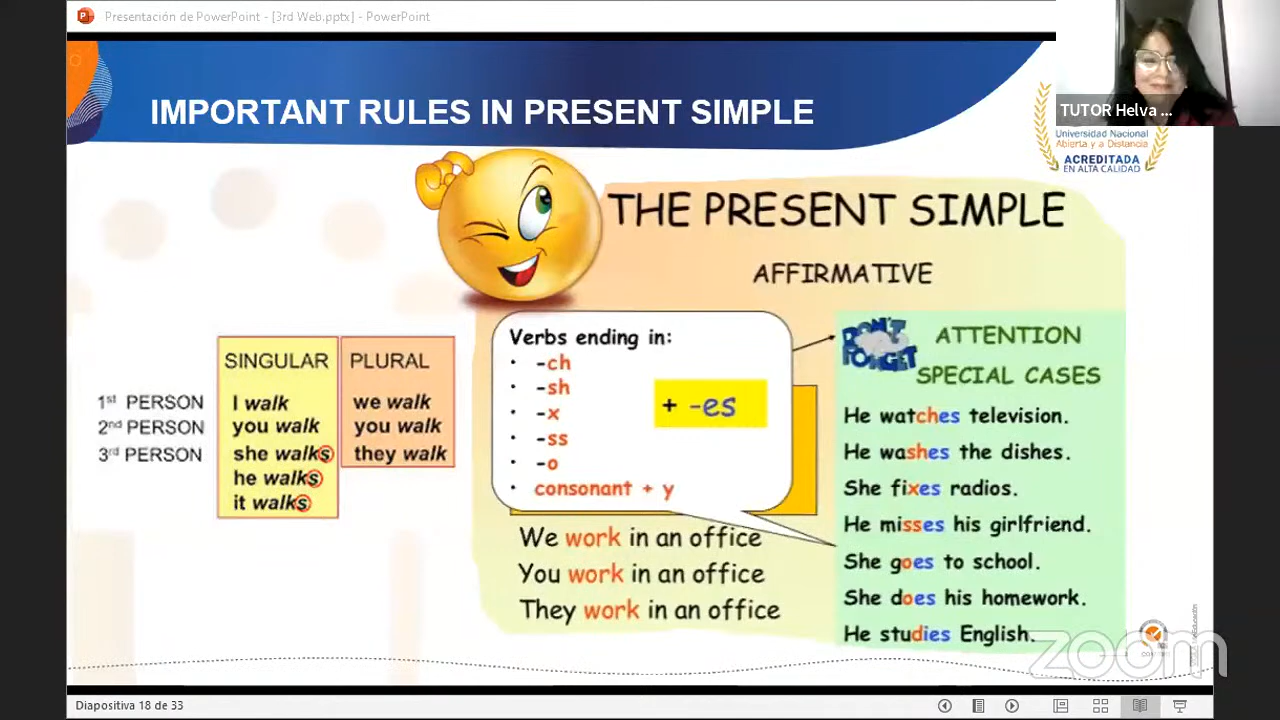 Presentación de PowerPoint - [3rd Web.pptx] - PowerPoint
TUTOR Helva ...
IMPORTANT RULES IN PRESENT SIMPLE
Universidad Nacional
Abierta y a Distancia
ACREDITADA
EN ALTA CALIDAD
THE PRESENT SIMPLE
AFFIRMATIVE
SINGULAR PLURAL
1st PERSON I walk we walk
2nd PERSON you walk you walk
3rd PERSON she walks they walk
he walks
it walks
Verbs ending in:
· -ch
· -sh
· -x
· -ss
· -o
· consonant + y
+ -es
We work in an office
You work in an office
They work in an office
DON'T
FORGET
ATTENTION
SPECIAL CASES
He watches television.
He washes the dishes.
She fixes radios.
He misses his girlfriend.
She goes to school.
She does his homework.
He studies English.
zoom
Diapositiva 18 de 33